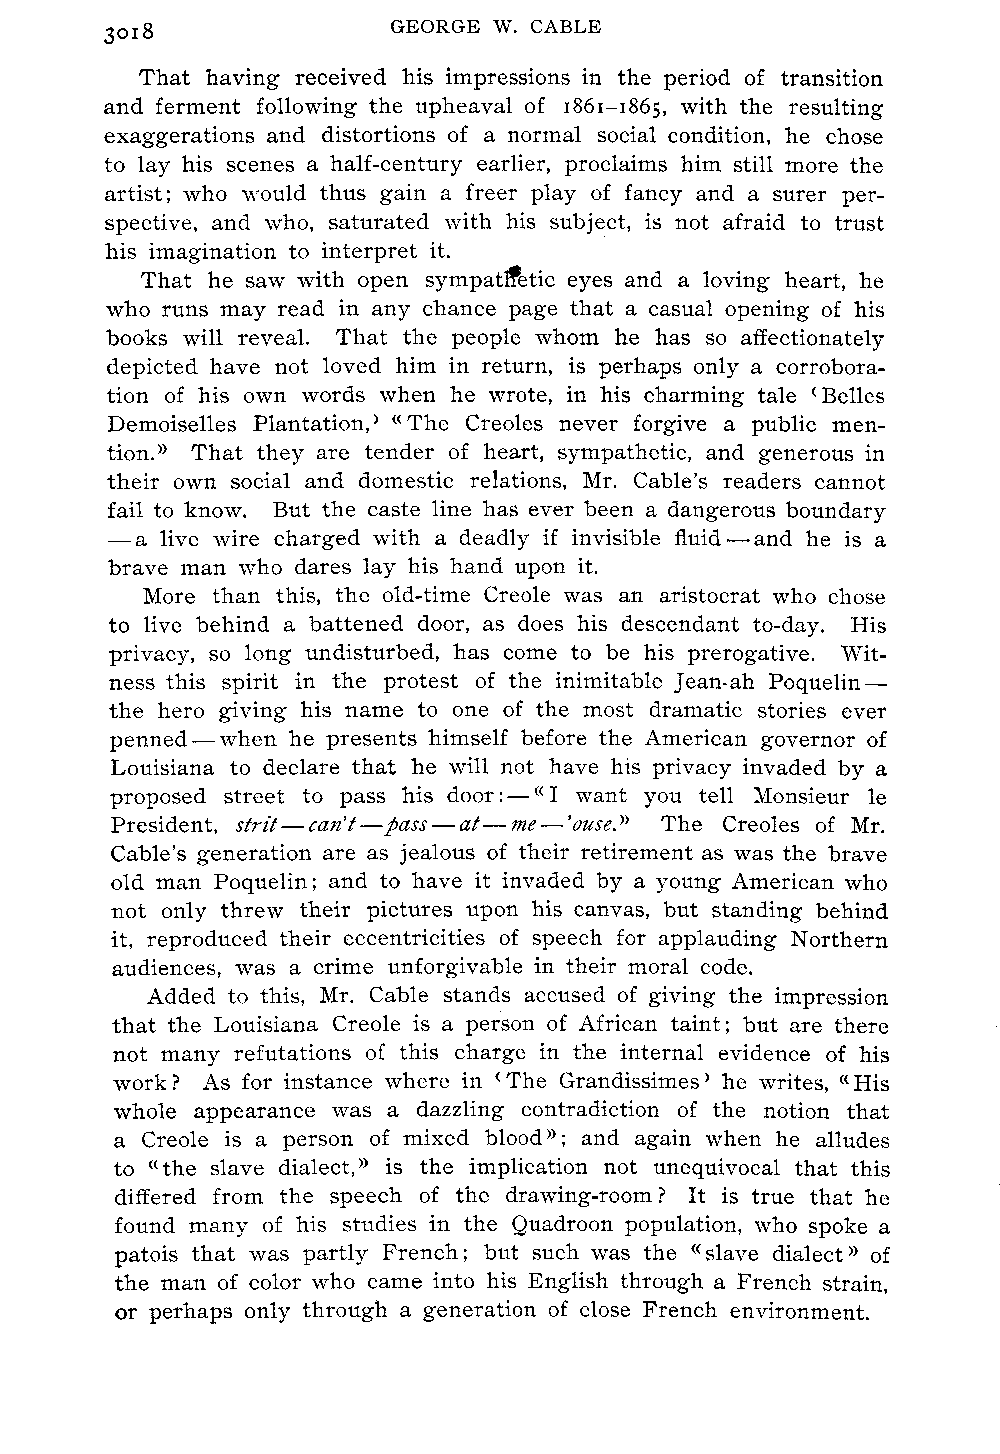 3018
GEORGE W. CABLE
That having received his impressions in the period of transition
and ferment following the upheaval of 1861–1865, with the resulting
exaggerations and distortions of a normal social condition, he chose
to lay his scenes a half-century earlier, proclaims him still more the
artist; who would thus gain a freer play of fancy and a surer per-
spective, and who, saturated with his subject, is not afraid to trust
his imagination to interpret it.
That he saw with open sympathetic eyes and a loving heart, he
who runs may read in any chance page that a casual opening of his
books will reveal. That the people whom he has so affectionately
depicted have not loved him in return, is perhaps only a corrobora-
tion of his own words when he wrote, in his charming tale ‹Belles
Demoiselles Plantation,› «The Creoles never forgive a public men-
tion.» That they are tender of heart, sympathetic, and generous in
their own social and domestic relations, Mr. Cable's readers cannot
fail to know. But the caste line has ever been a dangerous boundary
—a live wire charged with a deadly if invisible fluid—and he is a
brave man who dares lay his hand upon it.
More than this, the old-time Creole was an aristocrat who chose
to live behind a battened door, as does his descendant to-day. His
privacy, so long undisturbed, has come to be his prerogative. Wit-
ness this spirit in the protest of the inimitable Jean-ah Poquelin—
the hero giving his name to one of the most dramatic stories ever
penned—when he presents himself before the American governor of
Louisiana to declare that he will not have his privacy invaded by a
proposed street to pass his door:—«I want you tell Monsieur le
President, strit—can't—pass—at—me—'ouse.» The Creoles of Mr.
Cable's generation are as jealous of their retirement as was the brave
old man Poquelin; and to have it invaded by a young American who
not only threw their pictures upon his canvas, but standing behind
it, reproduced their eccentricities of speech for applauding Northern
audiences, was a crime unforgivable in their moral code.
Added to this, Mr. Cable stands accused of giving the impression
that the Louisiana Creole is a person of African taint; but are there
not many refutations of this charge in the internal evidence of his
work? As for instance where in ‹The Grandissimes› he writes, «His
whole appearance was a dazzling contradiction of the notion that
a Creole is a person of mixed blood»; and again when he alludes
to «the slave dialect,» is the implication not unequivocal that this
differed from the speech of the drawing-room? It is true that he
found many of his studies in the Quadroon population, who spoke a
patois that was partly French; but such was the «slave dialect» of
the man of color who came into his English through a French strain,
or perhaps only through a generation of close French environment.